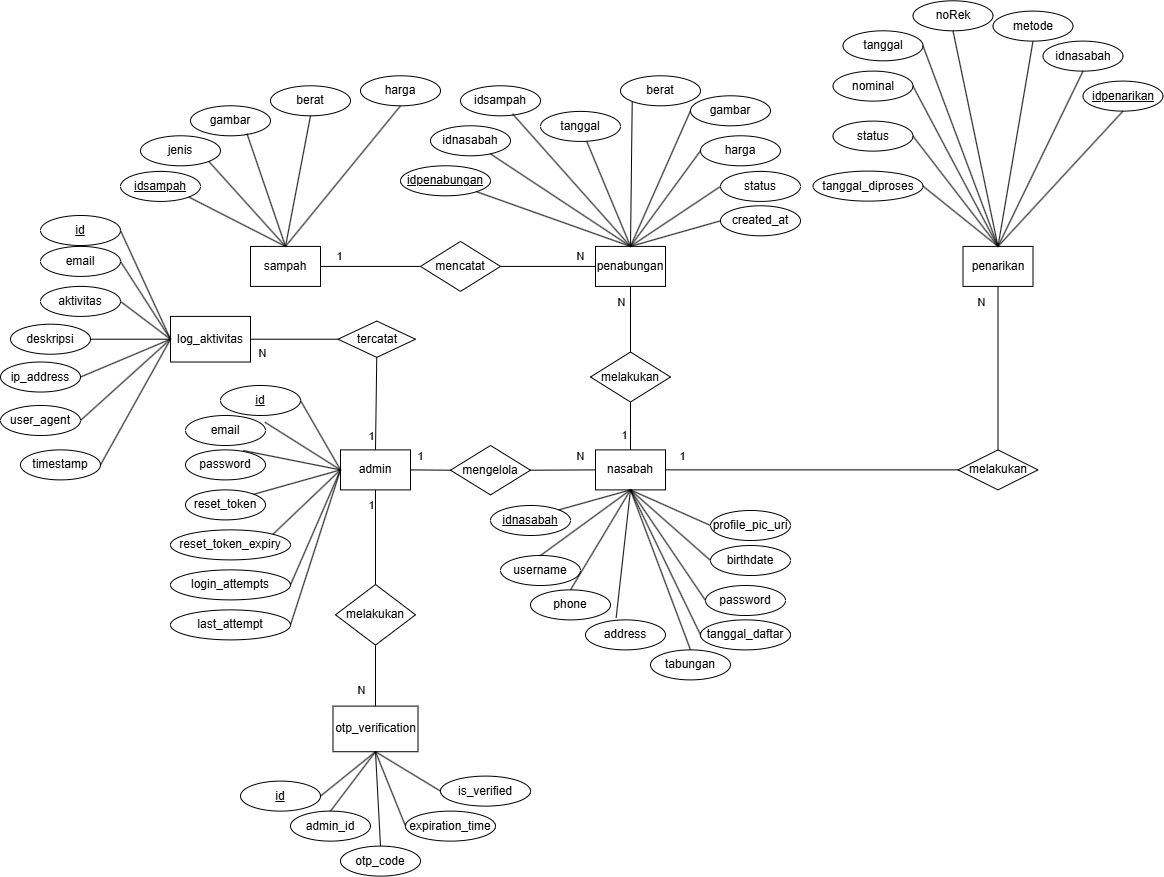 noRek
metode
tanggal
idnasabah
nominal
idpenarikan
status
tanggal_diproses
penarikan
harga
berat
gambar
jenis
idsampah
sampah
1
mencatat
N
berat
idsampah
gambar
tanggal
idnasabah
harga
idpenabungan
status
created_at
penabungan
N
N
id
email
aktivitas
deskripsi
ip_address
user_agent
timestamp
log_aktivitas
N
tercatat
1
melakukan
1
id
email
password
reset_token
reset_token_expiry
login_attempts
last_attempt
admin
1
mengelola
N
nasabah
1
melakukan
1
idnasabah
username
phone
address
tabungan
tanggal_daftar
password
birthdate
profile_pic_url
melakukan
N
otp_verification
id
admin_id
otp_code
expiration_time
is_verified